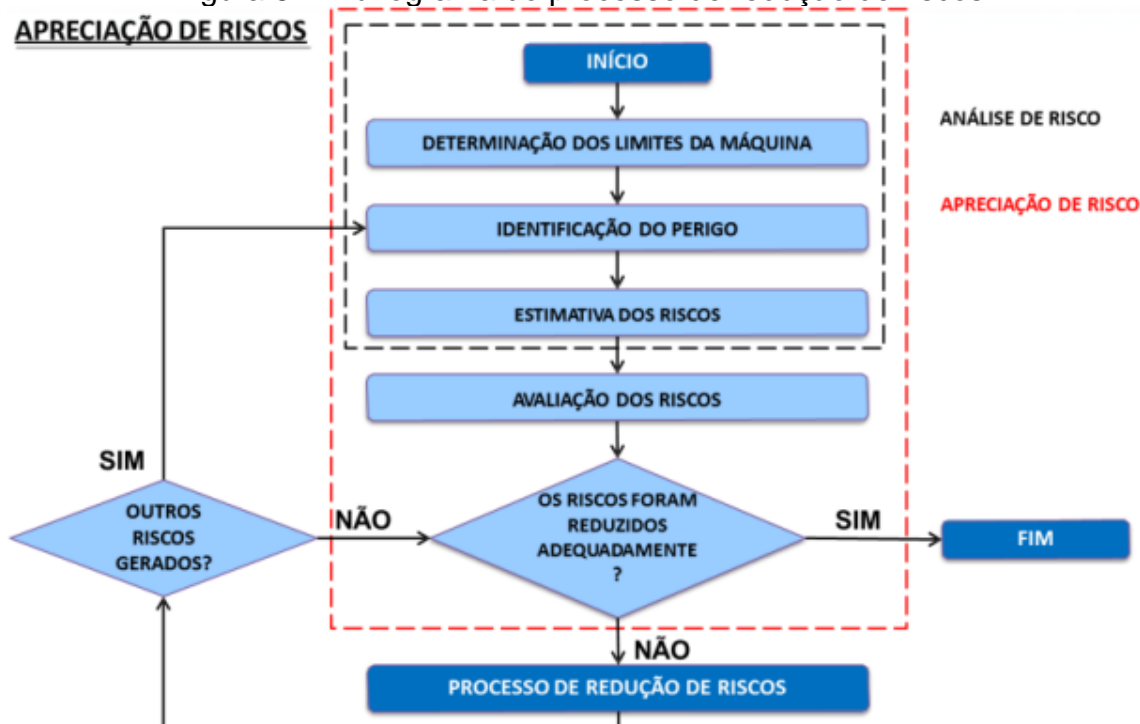 APRECIAÇÃO DE RISCOS
INÍCIO
ANÁLISE DE RISCO
DETERMINAÇÃO DOS LIMITES DA MÁQUINA
APRECIAÇÃO DE RISCO
IDENTIFICAÇÃO DO PERIGO
ESTIMATIVA DOS RISCOS
AVALIAÇÃO DOS RISCOS
SIM
OUTROS
RISCOS
GERADOS?
NÃO
OS RISCOS FORAM
REDUZIDOS
ADEQUADAMENTE
?
SIM
FIM
NÃO
PROCESSO DE REDUÇÃO DE RISCOS